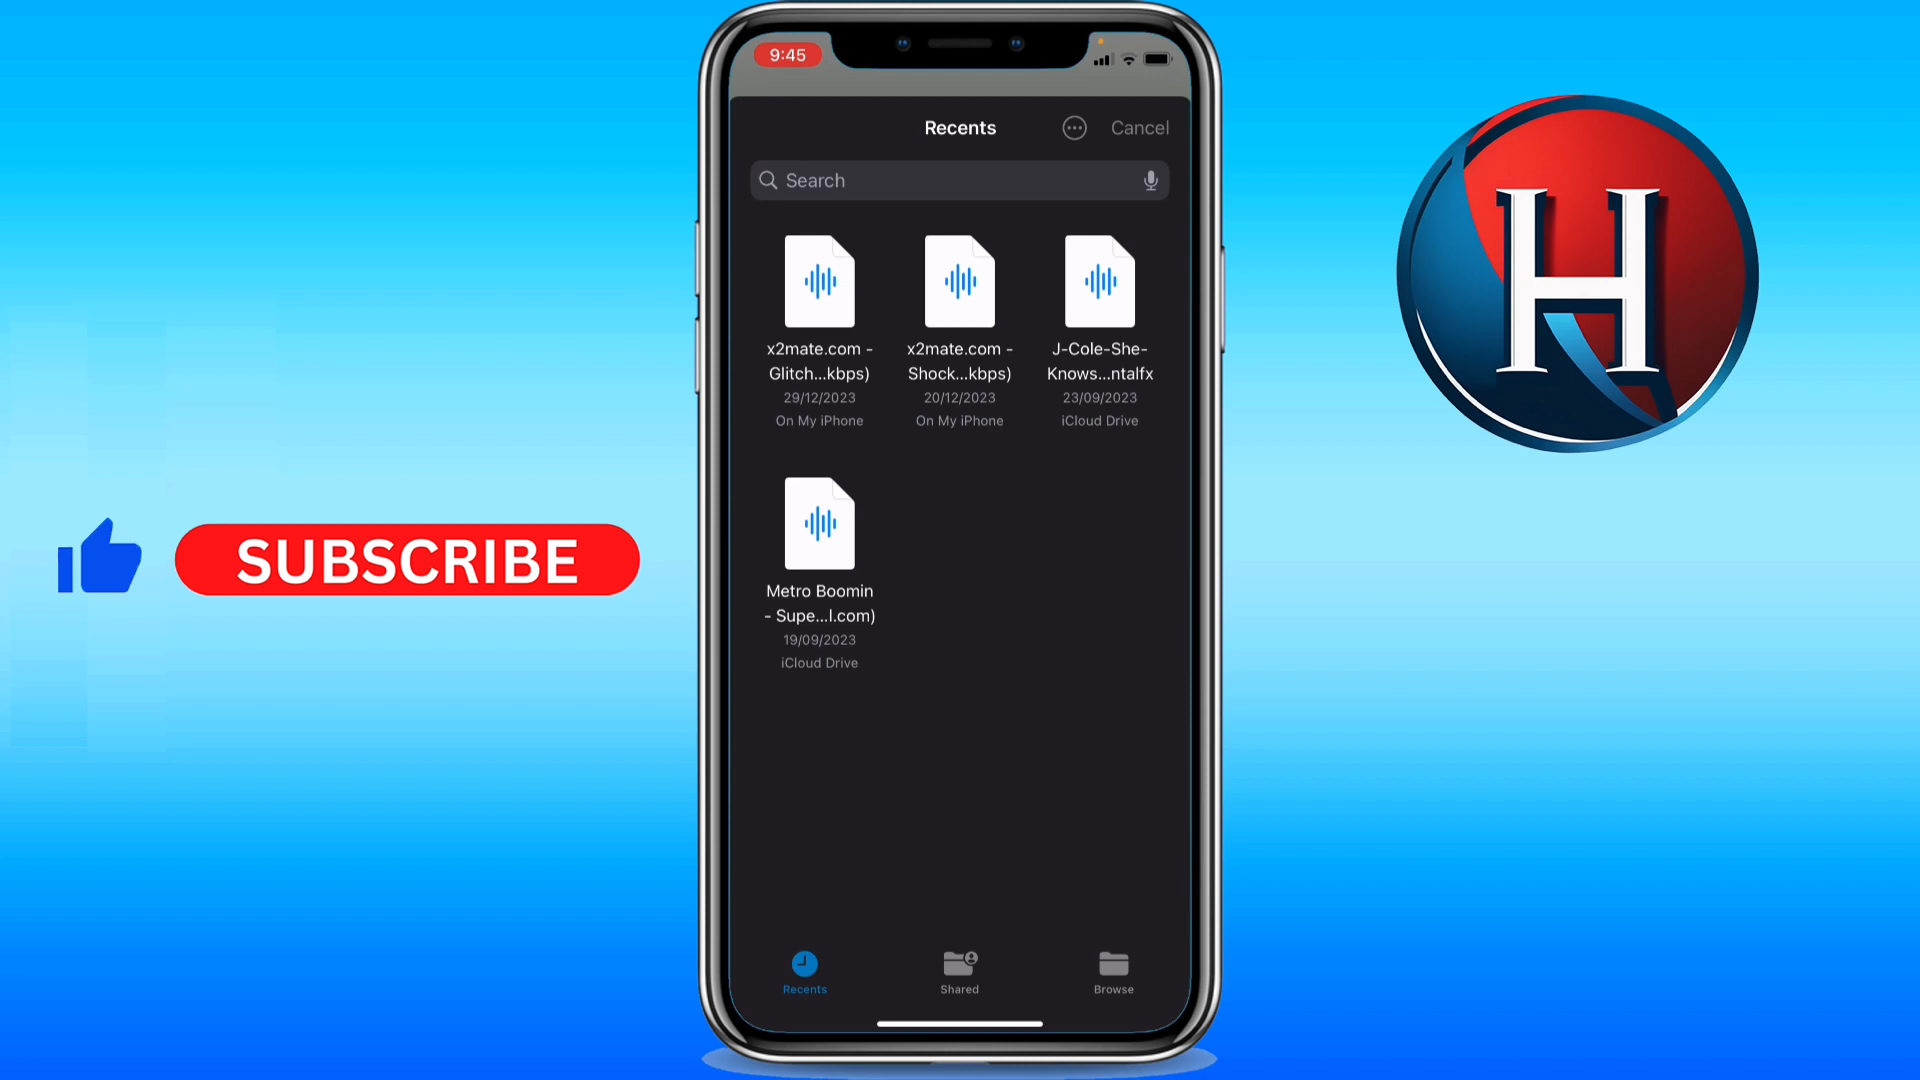 9:45
Recents
Cancel
Search
x2mate.com -
Glitch...kbps)
29/12/2023
On My iPhone
x2mate.com -
Shock...kbps)
20/12/2023
On My iPhone
J-Cole-She-
Knows...ntalfx
23/09/2023
iCloud Drive
Metro Boomin
- Supe...l.com)
19/09/2023
iCloud Drive
Recents
Shared
Browse
SUBSCRIBE
H